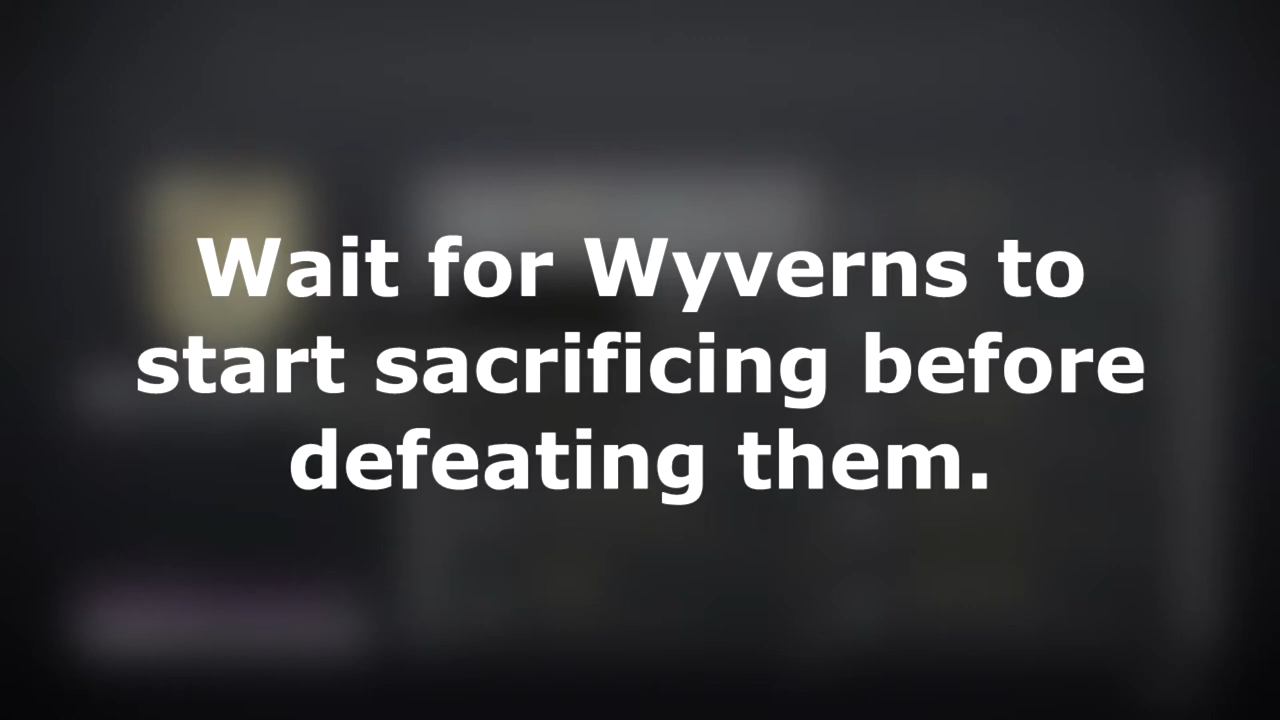 Wait for Wyverns to
start sacrificing before
defeating them.